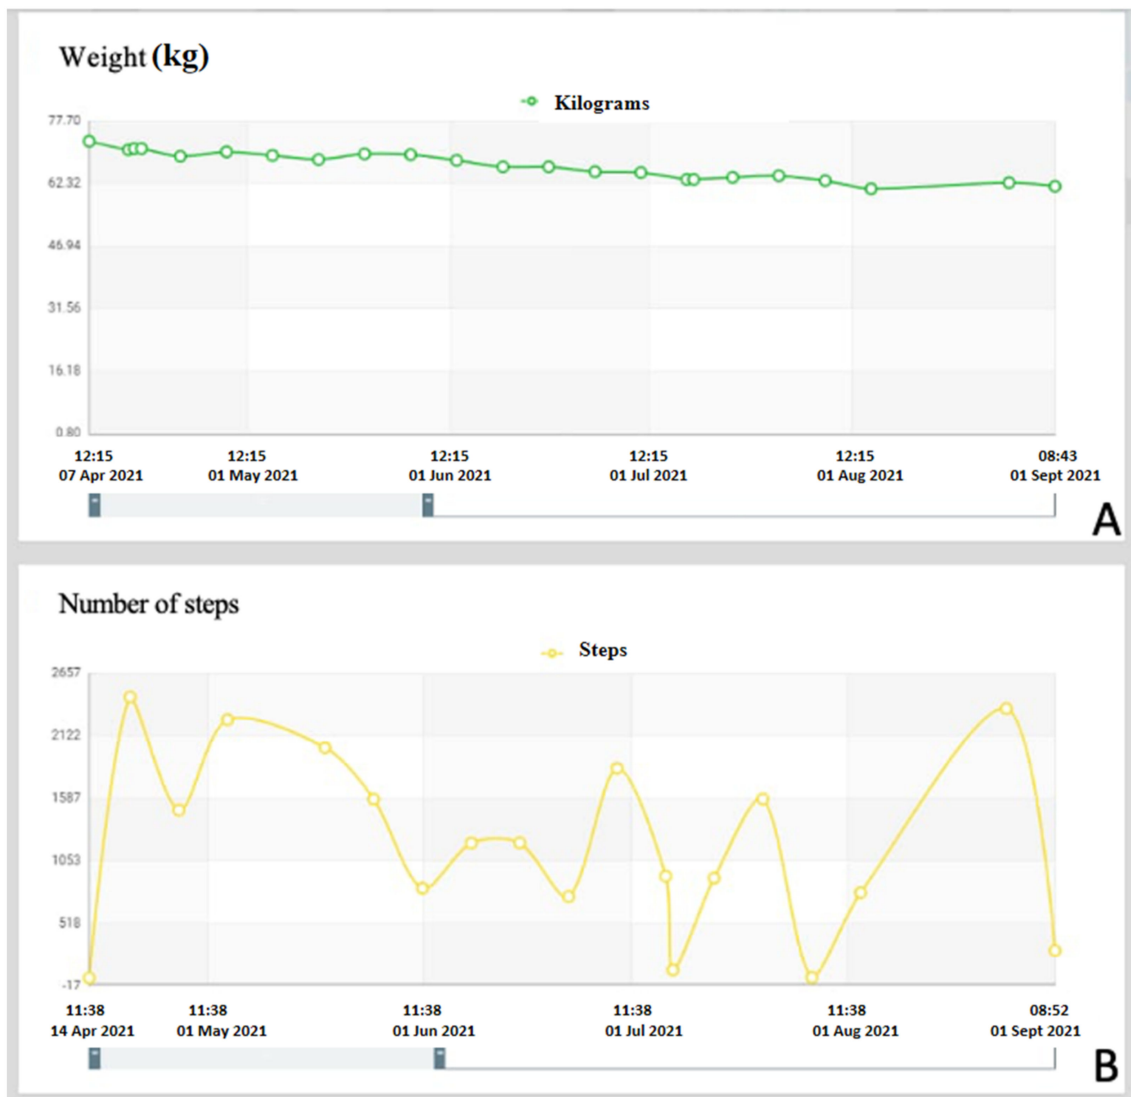 Weight (kg)
Kilograms
77.70
62.32
46.94
31.56
16.18
0.80
12:15 12:15 12:15 12:15 12:15 08:43
07 Apr 2021 01 May 2021 01 Jun 2021 01 Jul 2021 01 Aug 2021 01 Sept 2021
A
Number of steps
Steps
2657
2122
1587
1053
518
-17
11:38 11:38 11:38 11:38 11:38 08:52
14 Apr 2021 01 May 2021 01 Jun 2021 01 Jul 2021 01 Aug 2021 01 Sept 2021
B